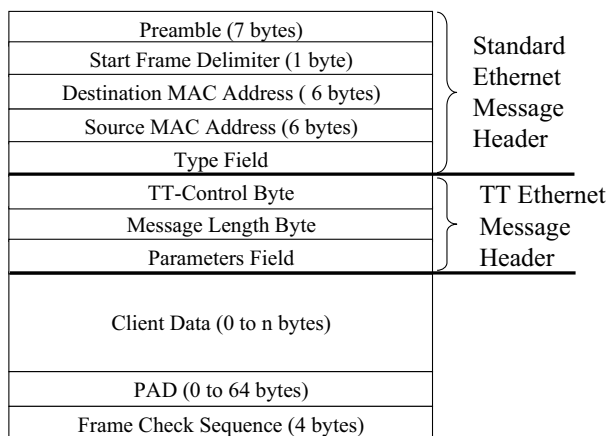 Preamble (7 bytes)
Start Frame Delimiter (1 byte)
Destination MAC Address ( 6 bytes)
Source MAC Address (6 bytes)
Type Field
Standard
Ethernet
Message
Header
TT-Control Byte
Message Length Byte
Parameters Field
TT Ethernet
Message
Header
Client Data (0 to n bytes)
PAD (0 to 64 bytes)
Frame Check Sequence (4 bytes)